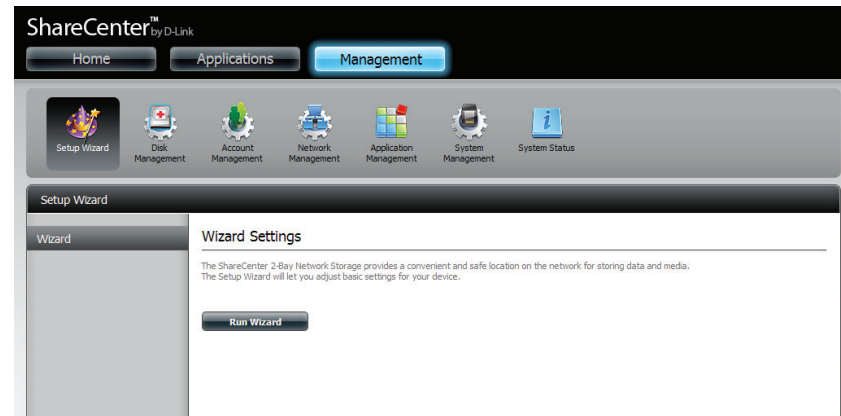 ShareCenter™ by D-Link
Home Applications Management
Setup Wizard
Disk Management
Account Management
Network Management
Application Management
System Management
System Status
Setup Wizard
Wizard
Wizard Settings
The ShareCenter 2-Bay Network Storage provides a convenient and safe location on the network for storing data and media.
The Setup Wizard will let you adjust basic settings for your device.
Run Wizard